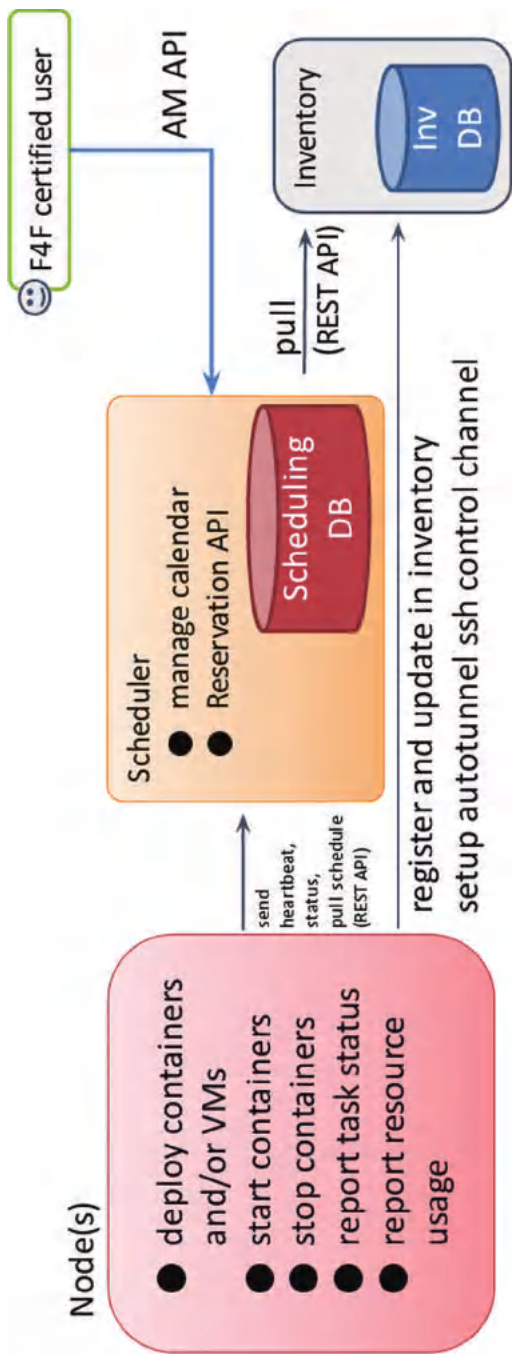 Node(s)
● deploy containers
and/or VMs
● start containers
● stop containers
● report task status
● report resource
usage
send
heartbeat,
status,
pull schedule
(REST API)
Scheduler
● manage calendar
● Reservation API
Scheduling
DB
F4F certified user
AM API
pull
(REST API)
Inventory
Inv
DB
register and update in inventory
setup autotunnel ssh control channel